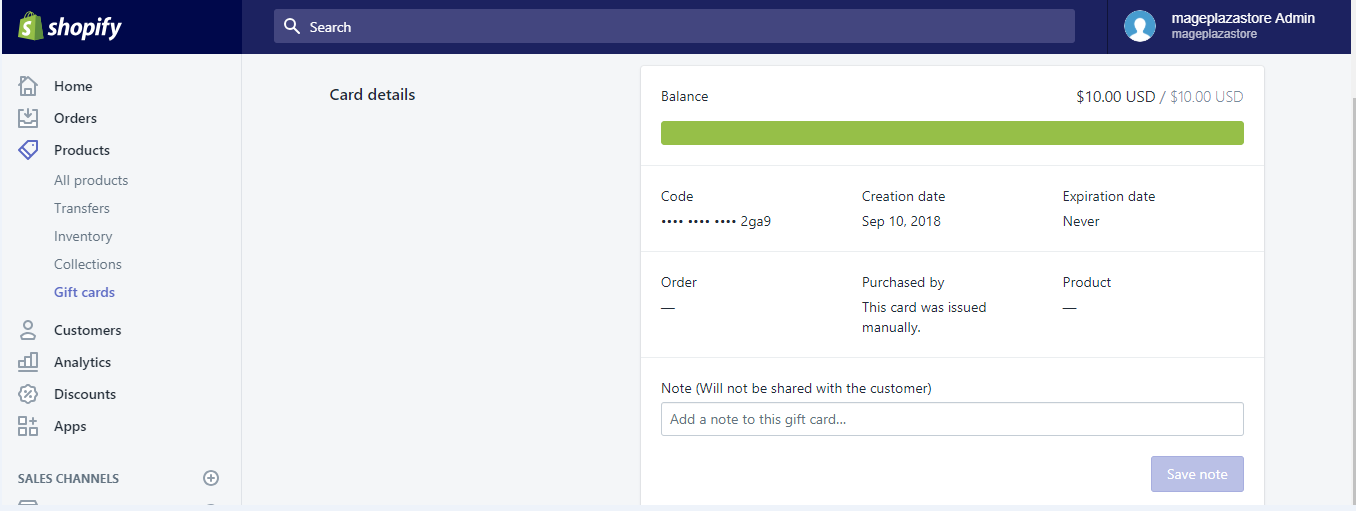 shopify
Search
mageplazastore Admin
mageplazastore
Home
Orders
Products
All products
Transfers
Inventory
Collections
Gift cards
Customers
Analytics
Discounts
Apps
SALES CHANNELS
Card details
Balance
$10.00 USD / $10.00 USD
Code
•••• •••• •••• 2ga9
Creation date
Sep 10, 2018
Expiration date
Never
Order
—
Purchased by
This card was issued
manually.
Product
—
Note (Will not be shared with the customer)
Add a note to this gift card...
Save note